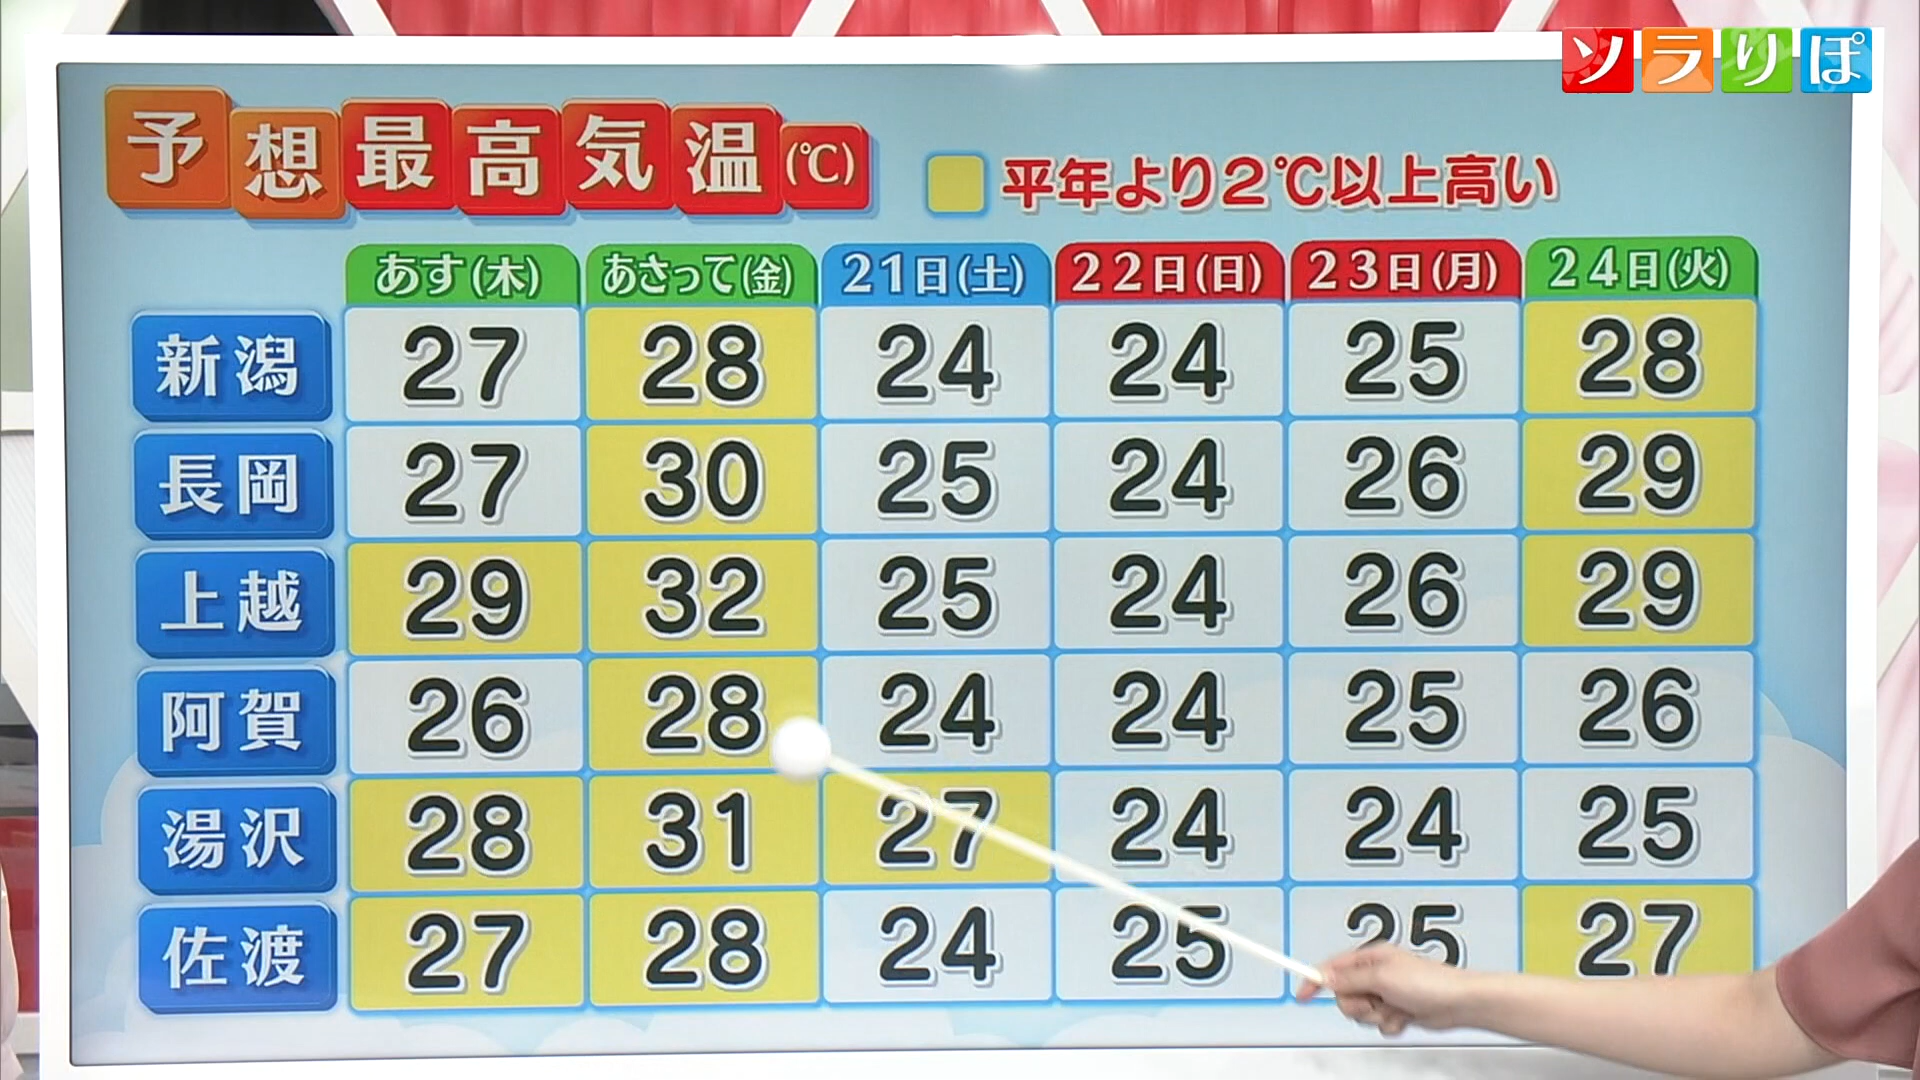 ソラりぽ
予想最高気温(℃)
平年より2℃以上高い
あす(木) あさって(金) 21日(土) 22日(日) 23日(月) 24日(火)
新潟 27 28 24 24 25 28
長岡 27 30 25 24 26 29
上越 29 32 25 24 26 29
阿賀 26 28 24 24 25 26
湯沢 28 31 27 24 24 25
佐渡 27 28 24 25 25 27